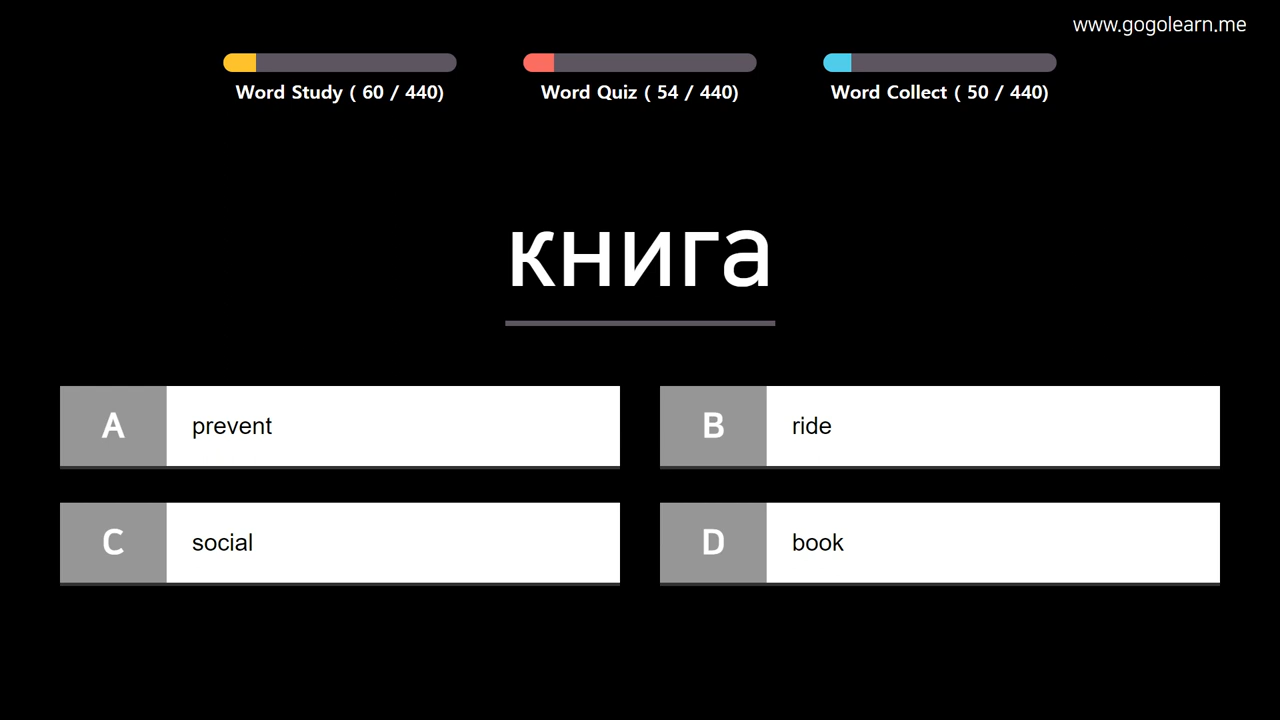 www.gogolearn.me
Word Study ( 60 / 440)
Word Quiz ( 54 / 440)
Word Collect ( 50 / 440)
книга
A prevent
B ride
C social
D book